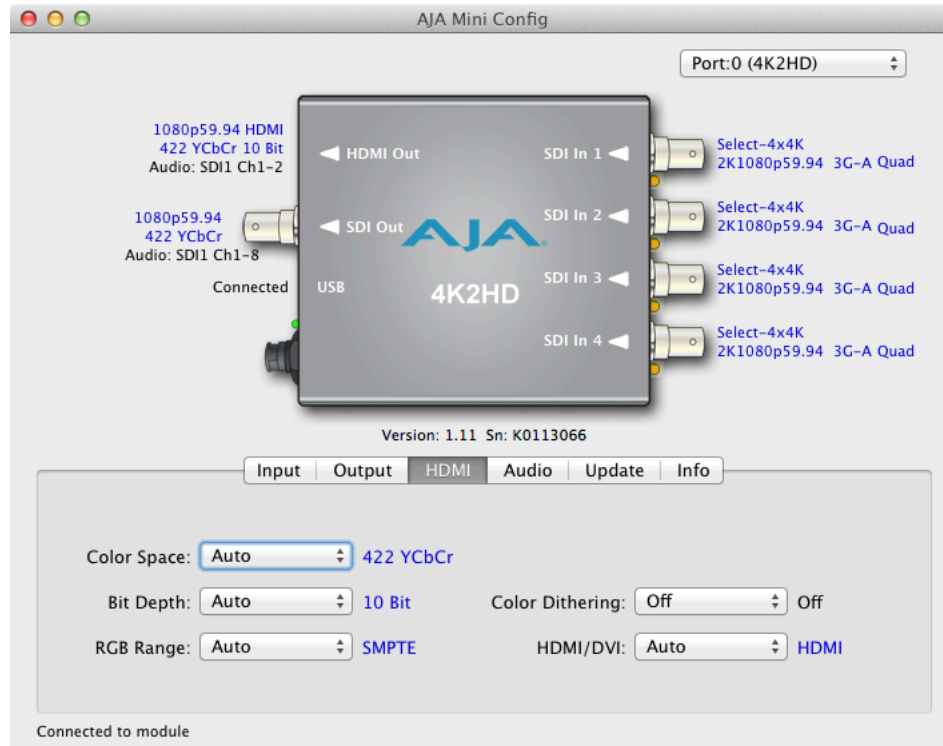 AJA Mini Config
Port:0 (4K2HD)
1080p59.94 HDMI
422 YCbCr 10 Bit
Audio: SDI1 Ch1-2
HDMI Out
SDI In 1
Select-4x4K
2K1080p59.94 3G-A Quad
1080p59.94
422 YCbCr
Audio: SDI1 Ch1-8
SDI Out
AJA
SDI In 2
Select-4x4K
2K1080p59.94 3G-A Quad
Connected
USB
4K2HD
SDI In 3
Select-4x4K
2K1080p59.94 3G-A Quad
SDI In 4
Select-4x4K
2K1080p59.94 3G-A Quad
Version: 1.11 Sn: K0113066
Input Output HDMI Audio Update Info
Color Space: Auto 422 YCbCr
Bit Depth: Auto 10 Bit Color Dithering: Off Off
RGB Range: Auto SMPTE HDMI/DVI: Auto HDMI
Connected to module